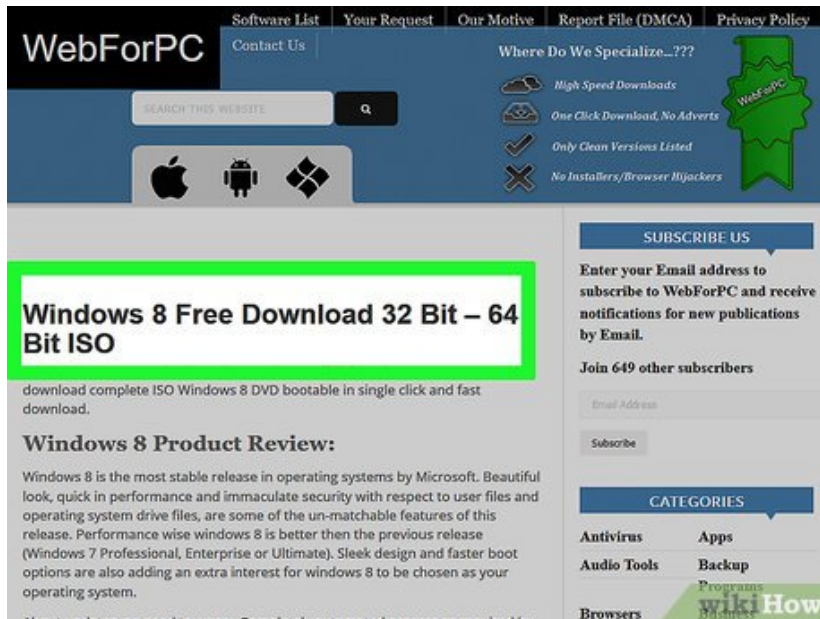 Software List Your Request Our Motive Report File (DMCA) Privacy Policy
WebForPC
Contact Us
Where Do We Specialize...???
High Speed Downloads
WebForPC
SEARCH THIS WEBSITE
One Click Download, No Adverts
Only Clean Versions Listed
No Installers/Browser Hijackers
SUBSCRIBE US
Enter your Email address to
subscribe to WebForPC and receive
notifications for new publications
by Email.
Join 649 other subscribers
Email Address
Subscribe
Windows 8 Free Download 32 Bit – 64
Bit ISO
download complete ISO Windows 8 DVD bootable in single click and fast
download.
Windows 8 Product Review:
Windows 8 is the most stable release in operating systems by Microsoft. Beautiful
look, quick in performance and immaculate security with respect to user files and
operating system drive files, are some of the un-matchable features of this
release. Performance wise windows 8 is better then the previous release
(Windows 7 Professional, Enterprise or Ultimate). Sleek design and faster boot
options are also adding an extra interest for windows 8 to be chosen as your
operating system.
CATEGORIES
Antivirus Apps
Audio Tools Backup
Programs
Browsers
wikiHow